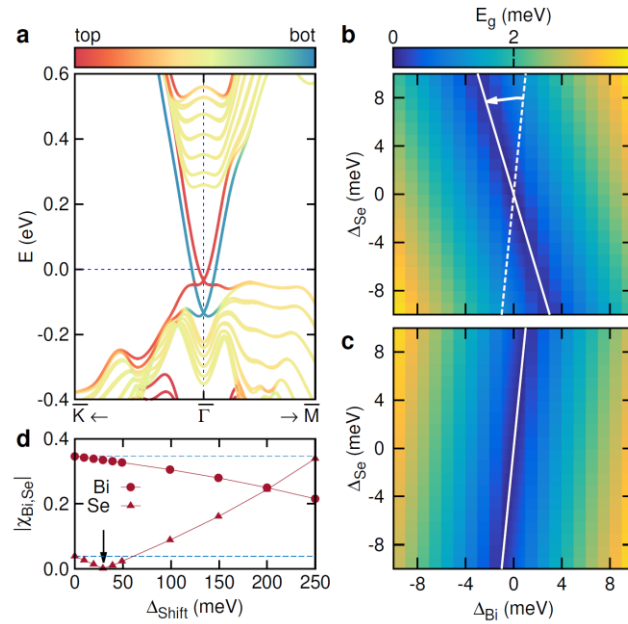 a
top
bot
0.6
0.4
0.2
0.0
-0.2
-0.4
E (eV)
K̅ ←
Γ̅
→ M̅
b
E_g (meV)
0
2
8
4
0
-4
-8
Δ_Se (meV)
c
8
4
0
-4
-8
Δ_Se (meV)
-8
-4
0
4
8
Δ_Bi (meV)
d
0.4
0.2
0.0
|χ_Bi,Se|
Bi
Se
0
50
100
150
200
250
Δ_Shift (meV)